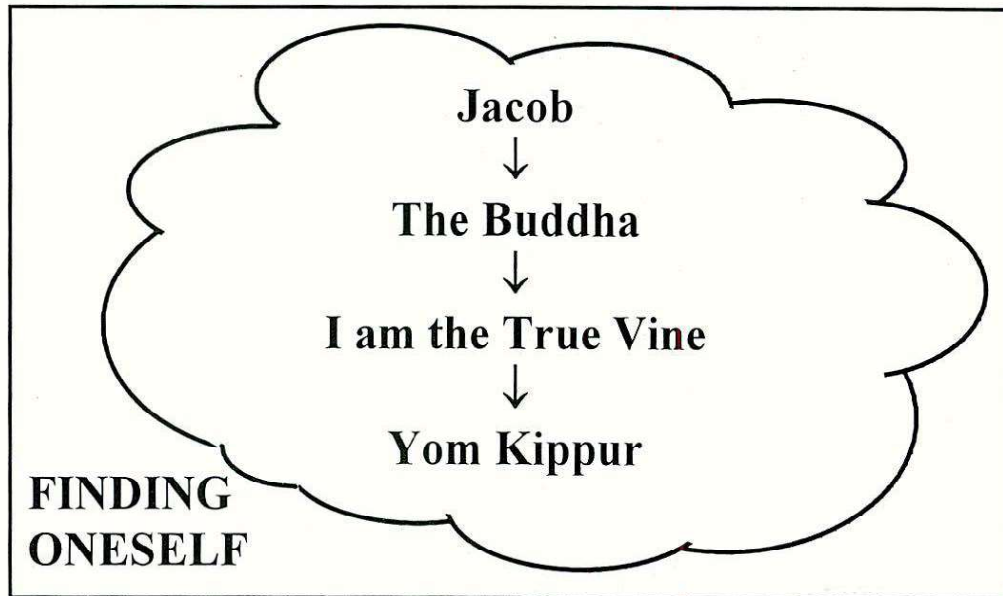 Jacob
↓
The Buddha
↓
I am the True Vine
↓
Yom Kippur
FINDING
ONESELF